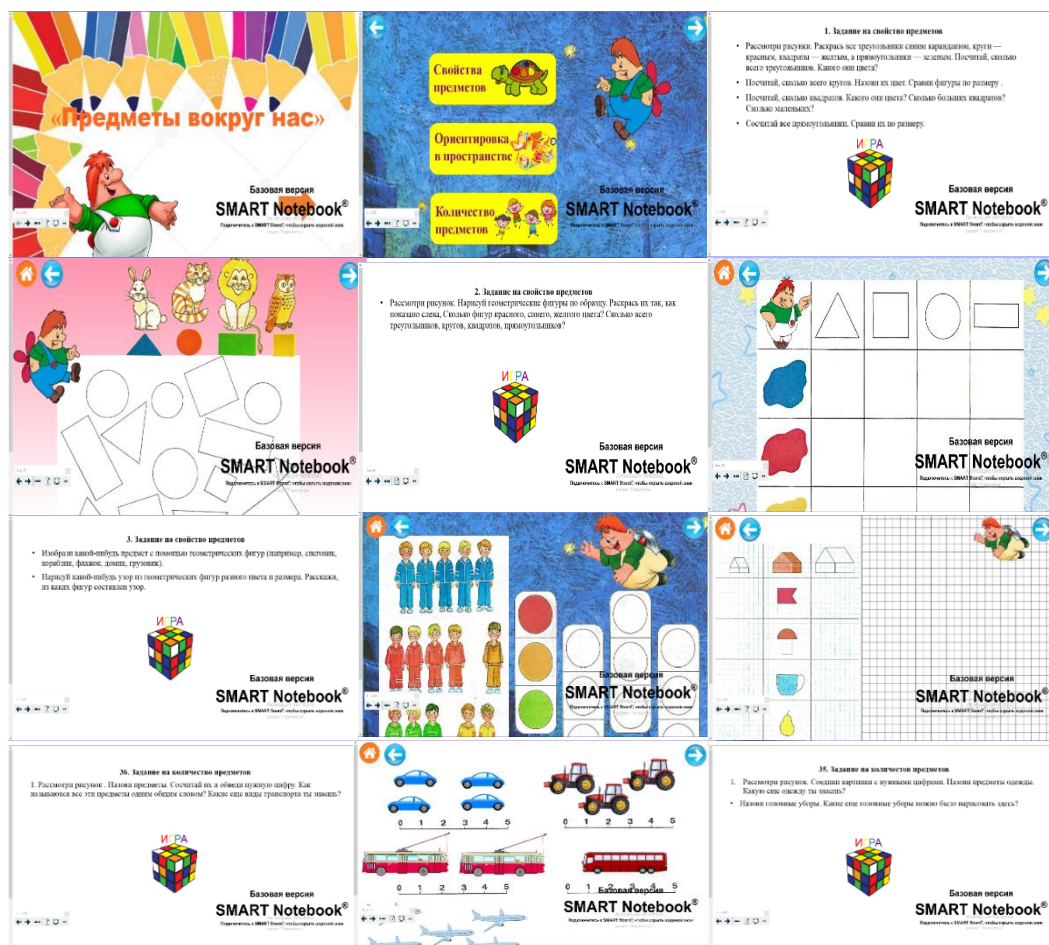 «Предметы вокруг нас»
Базовая версия
SMART Notebook®
Свойства
предметов
Ориентировка
в пространстве
Количество
предметов
Базовая версия
SMART Notebook®
1. Задание на свойство предметов
• Рассмотри рисунки. Раскрась все треугольники синим карандашом, круги —
красным, квадраты — желтым, а прямоугольники — зеленым. Посчитай, сколько
всего треугольников. Какого они цвета?
• Посчитай, сколько всего кругов. Назови их цвет. Сравни фигуры по размеру .
• Посчитай, сколько квадратов. Какого они цвета? Сколько больших квадратов?
Сколько маленьких?
• Сосчитай все прямоугольники. Сравни их по размеру.
ИГРА
Базовая версия
SMART Notebook®
Базовая версия
SMART Notebook®
2. Задание на свойство предметов
• Рассмотри рисунок. Нарисуй геометрические фигуры по образцу. Раскрась их так, как
показано слева, Сколько фигур красного, синего, желтого цвета? Сколько всего
треугольников, кругов, квадратов, прямоугольников?
ИГРА
Базовая версия
SMART Notebook®
Базовая версия
SMART Notebook®
3. Задание на свойство предметов
• Изобрази какой-нибудь предмет с помощью геометрических фигур (например, снеговик,
кораблик, флажок, домик, грузовик).
• Нарисуй какой-нибудь узор из геометрических фигур разного цвета и размера. Расскажи,
из каких фигур составлен узор.
ИГРА
Базовая версия
SMART Notebook®
Базовая версия
SMART Notebook®
Базовая версия
SMART Notebook®
36. Задание на количество предметов
1. Рассмотри рисунок . Назови предметы. Сосчитай их и обведи нужную цифру. Как
называются все эти предметы одним общим словом? Какие еще виды транспорта ты знаешь?
ИГРА
Базовая версия
SMART Notebook®
0 1 2 3 4 5
0 1 2 3 4 5
0 1 2 3 4 5
0 1 2 3 4 5
Базовая версия
SMART Notebook®
35. Задание на количестов предметов
1. Рассмотри рисунок. Соедини картинки с нужными цифрами. Назови предметы одежды.
Какую еще одежду ты знаешь?
• Назови головные уборы. Какие еще головные уборы можно было нарисовать здесь?
ИГРА
Базовая версия
SMART Notebook®